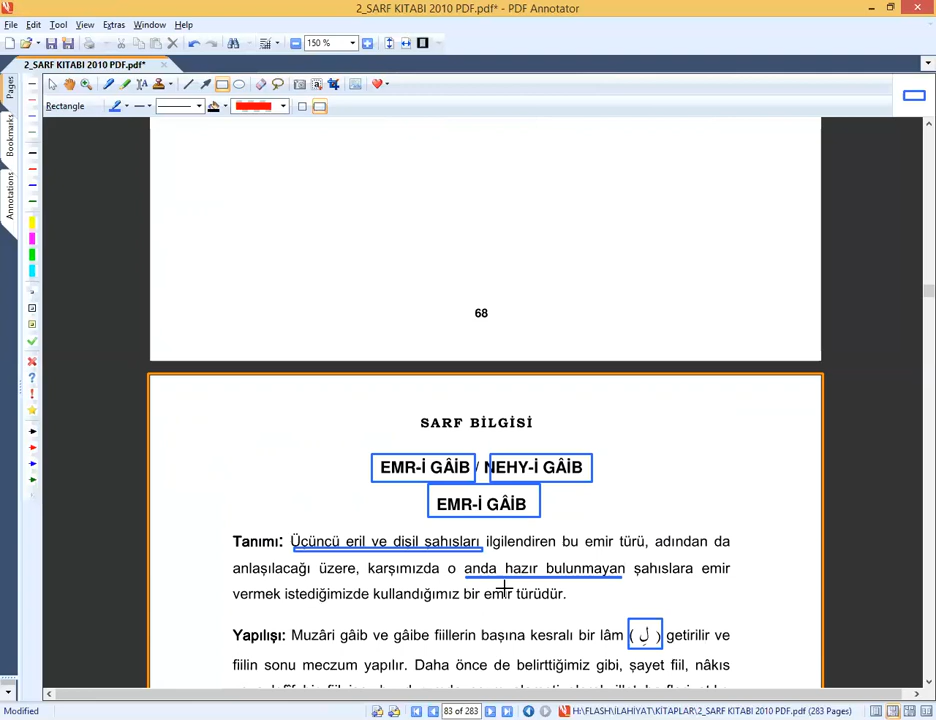 2_SARF KITABI 2010 PDF.pdf* - PDF Annotator
File Edit Tool View Extras Window Help
150 %
2_SARF KITABI 2010 PDF.pdf*
Pages
Bookmarks
Annotations
Rectangle
68
SARF BİLGİSİ
EMR-İ GÂİB / NEHY-İ GÂİB
EMR-İ GÂİB
Tanımı: Üçüncü eril ve dişil şahısları ilgilendiren bu emir türü, adından da
anlaşılacağı üzere, karşımızda o anda hazır bulunmayan şahıslara emir
vermek istediğimizde kullandığımız bir emir türüdür.
Yapılışı: Muzâri gâib ve gâibe fiillerin başına kesralı bir lâm ( لِ ) getirilir ve
fiilin sonu meczum yapılır. Daha önce de belirttiğimiz gibi, şayet fiil, nâkıs
Modified
83 of 283
H:\FLASH\ILAHİYAT\KITAPLAR\2_SARF KITABI 2010 PDF.pdf (283 Pages)